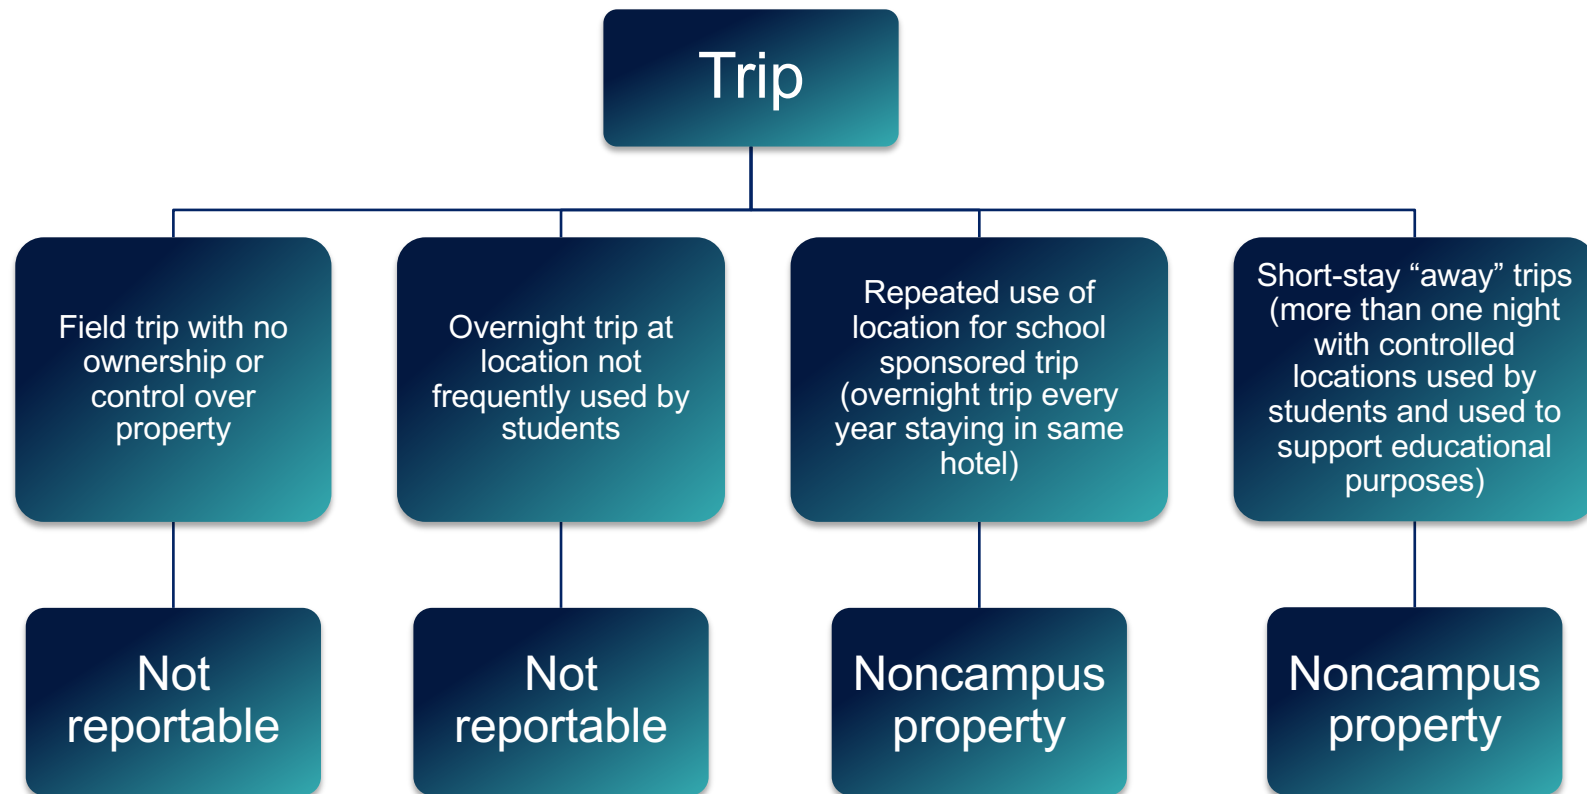 Trip
Field trip with no
ownership or
control over
property
Overnight trip at
location not
frequently used by
students
Repeated use of
location for school
sponsored trip
(overnight trip every
year staying in same
hotel)
Short-stay “away” trips
(more than one night
with controlled
locations used by
students and used to
support educational
purposes)
Not
reportable
Not
reportable
Noncampus
property
Noncampus
property